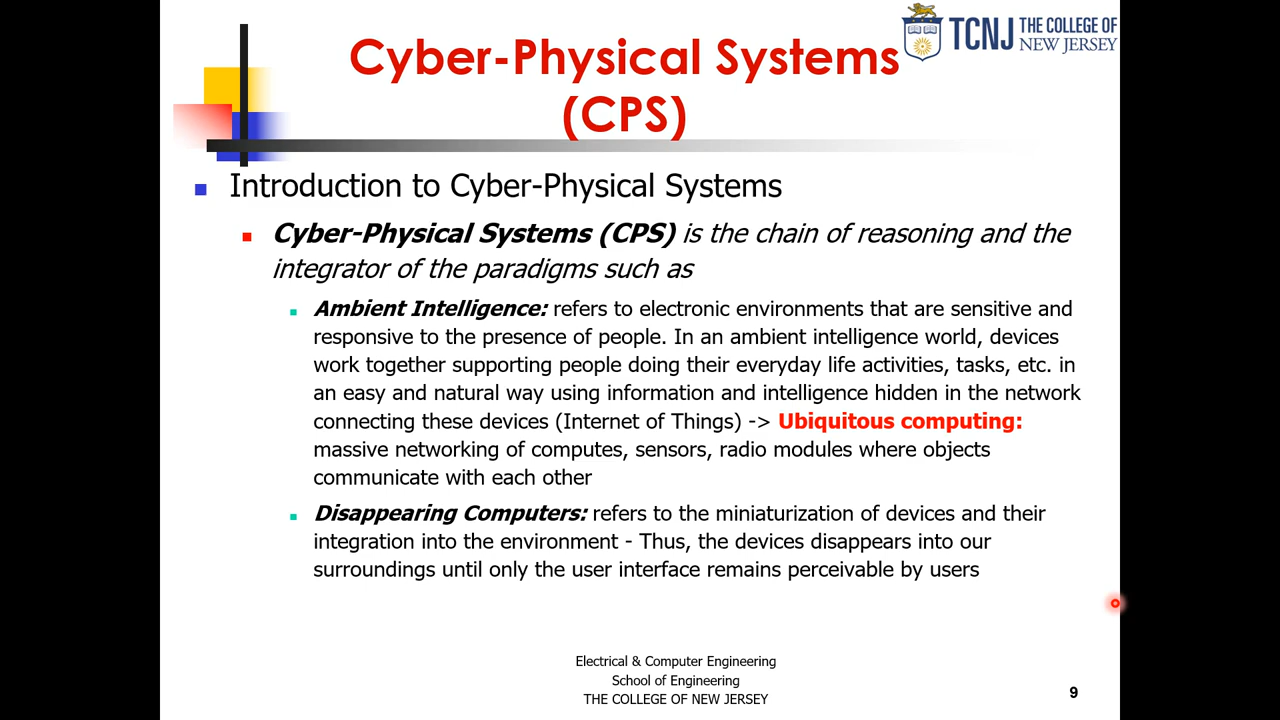 TCNJ THE COLLEGE OF
NEW JERSEY
Cyber-Physical Systems
(CPS)
Introduction to Cyber-Physical Systems
Cyber-Physical Systems (CPS) is the chain of reasoning and the
integrator of the paradigms such as
Ambient Intelligence: refers to electronic environments that are sensitive and
responsive to the presence of people. In an ambient intelligence world, devices
work together supporting people doing their everyday life activities, tasks, etc. in
an easy and natural way using information and intelligence hidden in the network
connecting these devices (Internet of Things) -> Ubiquitous computing:
massive networking of computes, sensors, radio modules where objects
communicate with each other
Disappearing Computers: refers to the miniaturization of devices and their
integration into the environment - Thus, the devices disappears into our
surroundings until only the user interface remains perceivable by users
Electrical & Computer Engineering
School of Engineering
THE COLLEGE OF NEW JERSEY
9